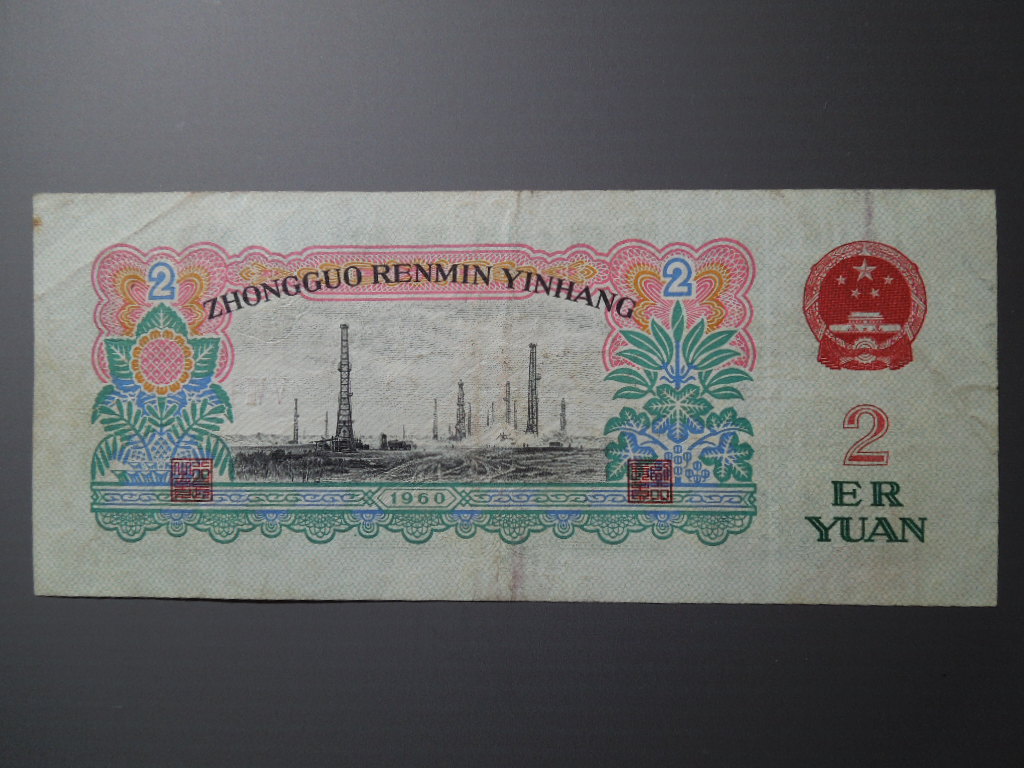 2
2
ZHONGGUO RENMIN YINHANG
1960
2
ER
YUAN